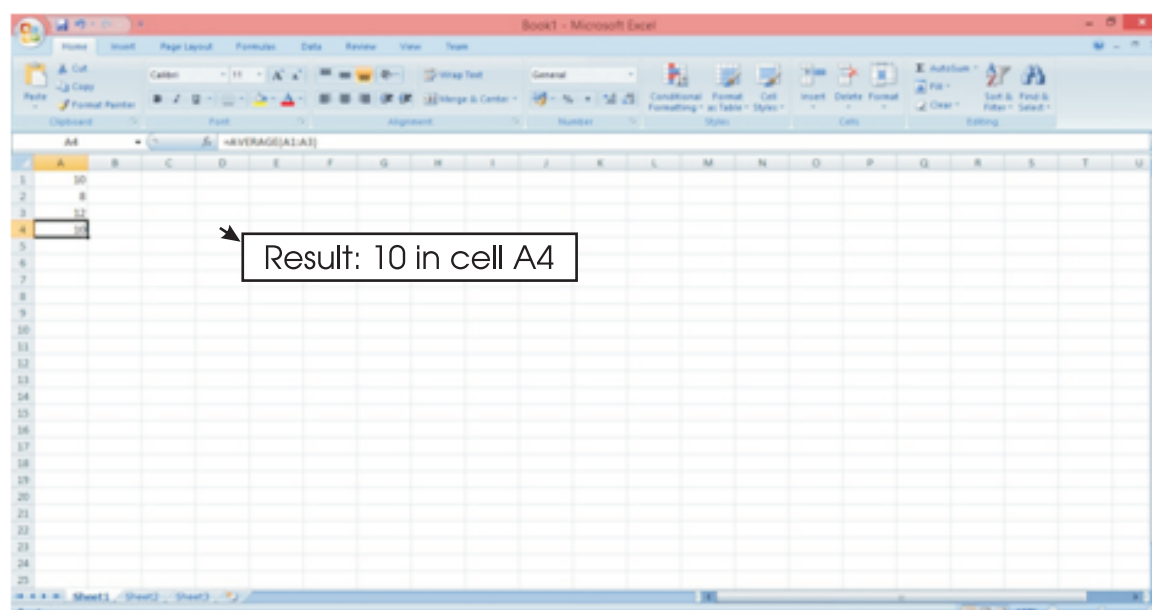 Book1 - Microsoft Excel
Home Insert Page Layout Formulas Data Review View Team
Cut
Copy
Paste
Format Painter
Calibri 11
Wrap Text
Merge & Center
General
Conditional Formatting
Format as Table
Cell Styles
Insert Delete Format
Σ AutoSum
Fill
Clear
Sort & Filter
Find & Select
Clipboard Font Alignment Number Styles Cells Editing
A4 fx =AVERAGE(A1:A3)
A B C D E F G H I J K L M N O P Q R S T U
1 10
2 8
3 12
4 10
Result: 10 in cell A4
5
6
7
8
9
10
11
12
13
14
15
16
17
18
19
20
21
22
23
24
25
Sheet1 Sheet2 Sheet3